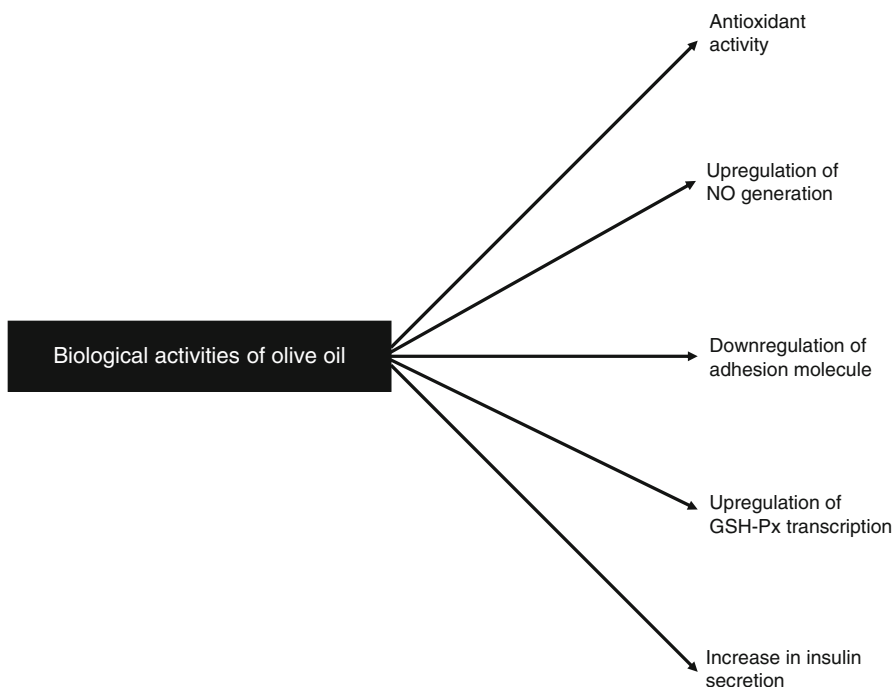 Antioxidant
activity
Upregulation of
NO generation
Biological activities of olive oil
Downregulation of
adhesion molecule
Upregulation of
GSH-Px transcription
Increase in insulin
secretion